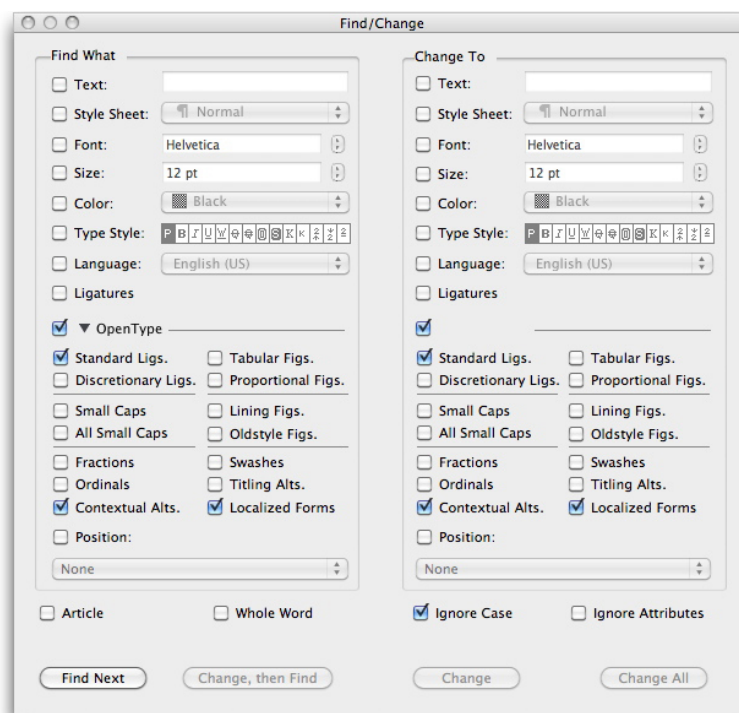 Find/Change
Find What
Text:
Style Sheet: ¶ Normal
Font: Helvetica
Size: 12 pt
Color: Black
Type Style: P B I U W
Language: English (US)
Ligatures
OpenType
Standard Ligs. Tabular Figs.
Discretionary Ligs. Proportional Figs.
Small Caps Lining Figs.
All Small Caps Oldstyle Figs.
Fractions Swashes
Ordinals Titling Alts.
Contextual Alts. Localized Forms
Position:
None
Change To
Text:
Style Sheet: ¶ Normal
Font: Helvetica
Size: 12 pt
Color: Black
Type Style: P B I U W
Language: English (US)
Ligatures
Standard Ligs. Tabular Figs.
Discretionary Ligs. Proportional Figs.
Small Caps Lining Figs.
All Small Caps Oldstyle Figs.
Fractions Swashes
Ordinals Titling Alts.
Contextual Alts. Localized Forms
Position:
None
Article Whole Word Ignore Case Ignore Attributes
Find Next Change, then Find Change Change All